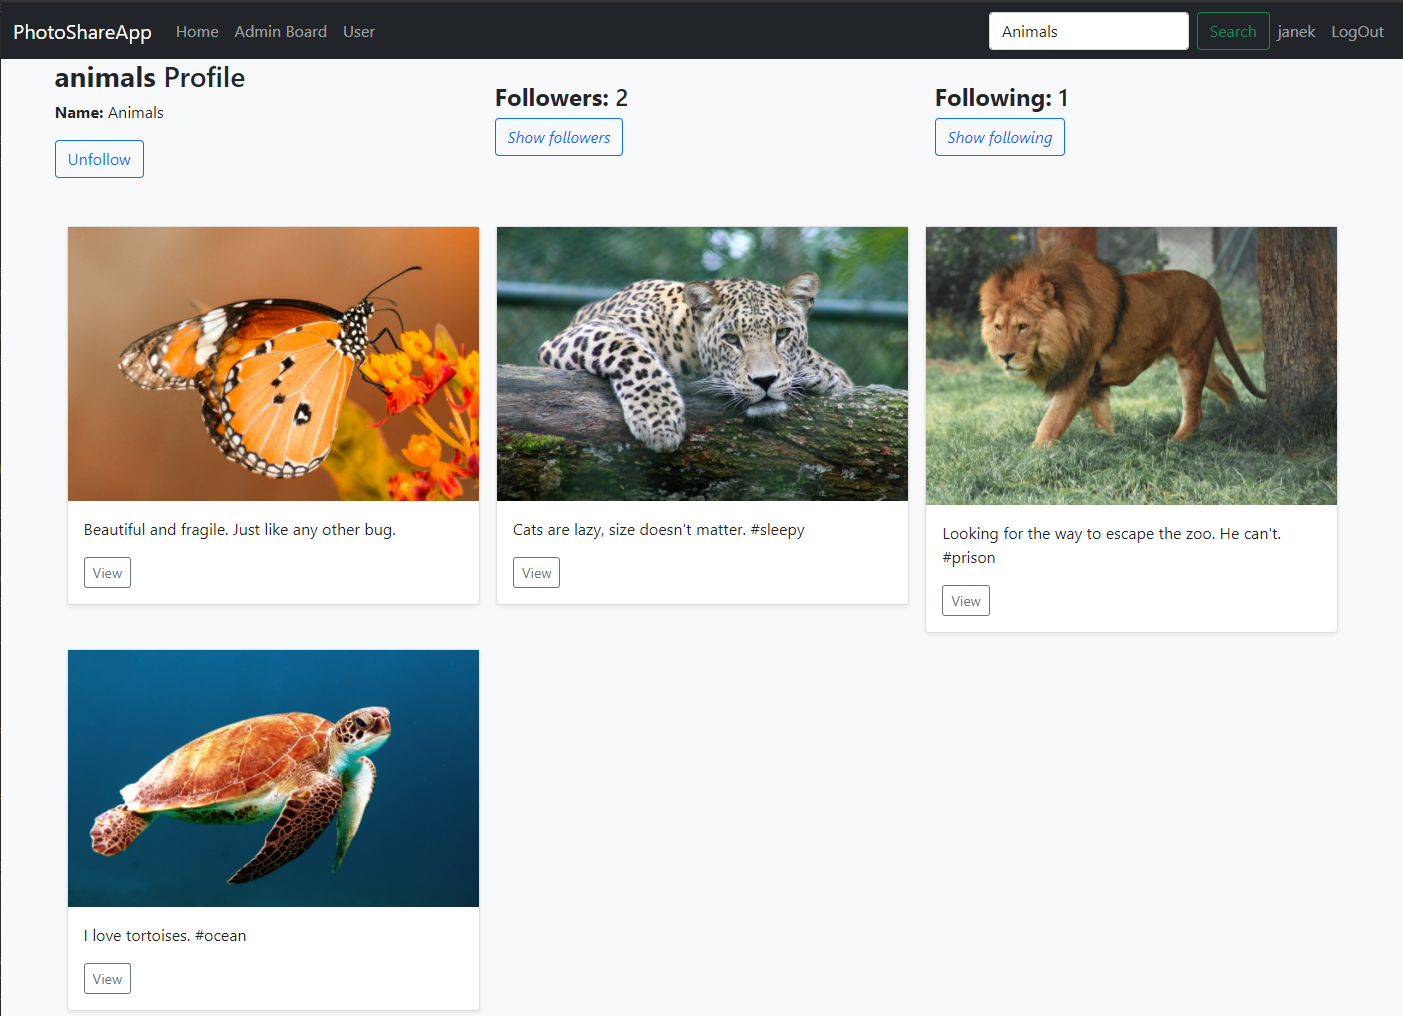 PhotoShareApp Home Admin Board User Animals Search janek LogOut
animals Profile
Name: Animals
Unfollow
Followers: 2
Show followers
Following: 1
Show following
Beautiful and fragile. Just like any other bug.
View
Cats are lazy, size doesn't matter. #sleepy
View
Looking for the way to escape the zoo. He can't.
#prison
View
I love tortoises. #ocean
View